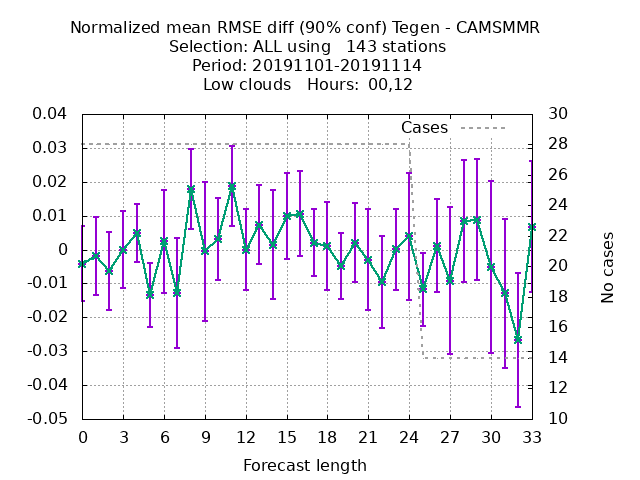 Normalized mean RMSE diff (90% conf) Tegen - CAMSMMR
Selection: ALL using   143 stations
Period: 20191101-20191114
Low clouds   Hours:  00,12
Cases
0.04
0.03
0.02
0.01
0
-0.01
-0.02
-0.03
-0.04
-0.05
30
28
26
24
22
20
18
16
14
12
10
No cases
0 3 6 9 12 15 18 21 24 27 30 33
Forecast length